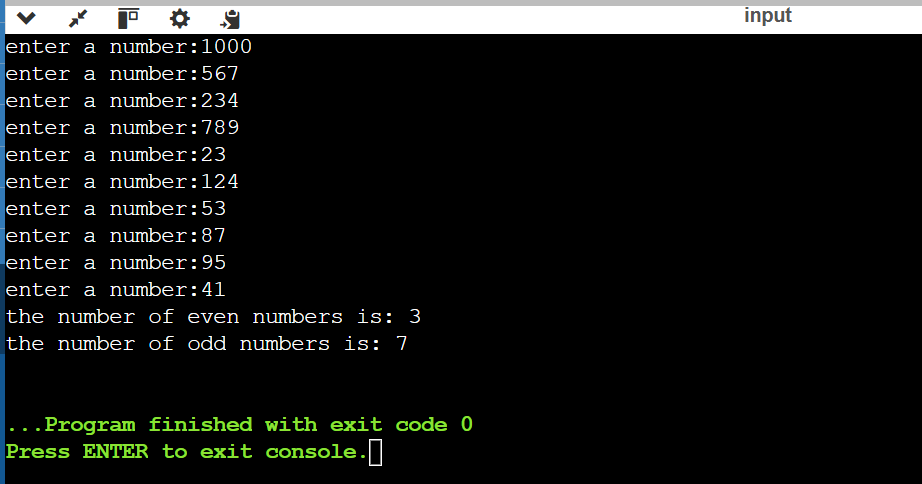 input
enter a number:1000
enter a number:567
enter a number:234
enter a number:789
enter a number:23
enter a number:124
enter a number:53
enter a number:87
enter a number:95
enter a number:41
the number of even numbers is: 3
the number of odd numbers is: 7
...Program finished with exit code 0
Press ENTER to exit console.